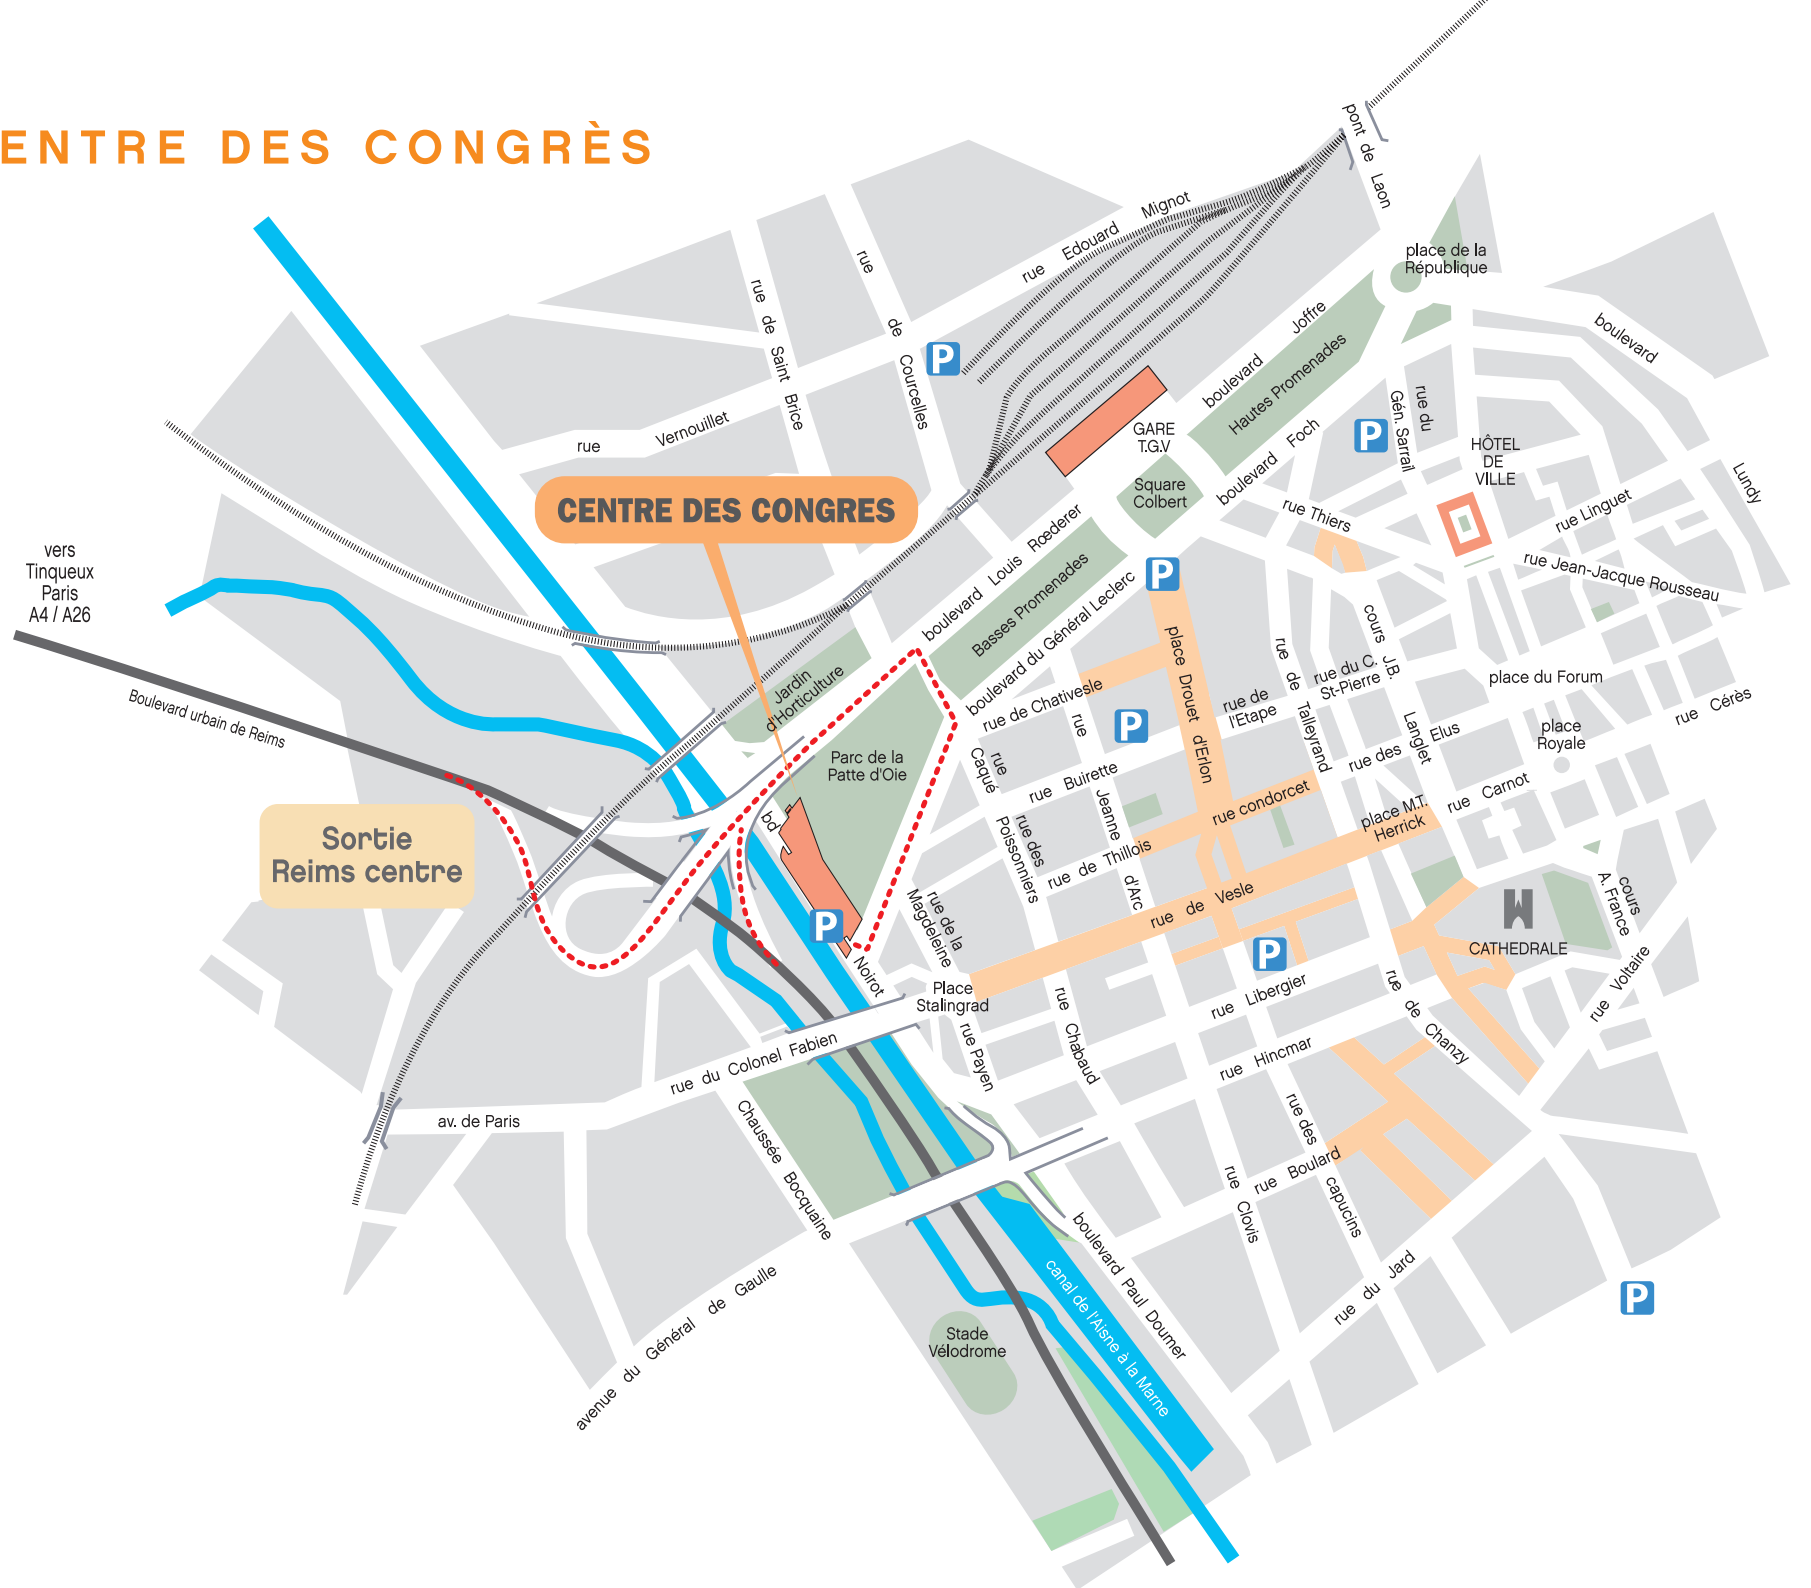 ENTRE DES CONGRÈS
pont de Laon
place de la
République
rue Edouard Mignot
boulevard Joffre
Hautes Promenades
boulevard Foch
boulevard
Lundy
rue de Saint Brice
rue de Courcelles
rue Vernouillet
P
P
GARE
T.G.V
Square
Colbert
rue du
Gén. Sarrail
HÔTEL
DE
VILLE
rue Thiers
rue Linguet
rue Jean-Jacque Rousseau
CENTRE DES CONGRES
boulevard Louis Rœderer
Basses Promenades
boulevard du Général Leclerc
P
vers
Tinqueux
Paris
A4 / A26
Boulevard urbain de Reims
Jardin
d'Horticulture
Parc de la
Patte d'Oie
place Drouet d'Erlon
rue de Chativesle
P
rue de
l'Etape
rue de Talleyrand
rue du C.
St-Pierre
cours J.B. Langlet
place du Forum
place
Royale
rue Cérès
rue des Elus
rue Carnot
rue Caqué
rue Buirette
rue Jeanne d'Arc
rue condorcet
place M.T.
Herrick
Sortie
Reims centre
bd Noirot
P
rue des
Poissonniers
rue de Thillois
rue de Vesle
rue de la
Magdeleine
P
CATHEDRALE
cours
A. France
rue Voltaire
Place
Stalingrad
rue Payen
rue Chabaud
rue Libergier
rue Hincmar
rue de Chanzy
rue du Colonel Fabien
av. de Paris
Chaussée Bocquaine
rue des capucins
rue Boulard
rue Clovis
rue du Jard
P
avenue du Général de Gaulle
Stade
Vélodrome
canal de l'Aisne à la Marne
boulevard Paul Doumer